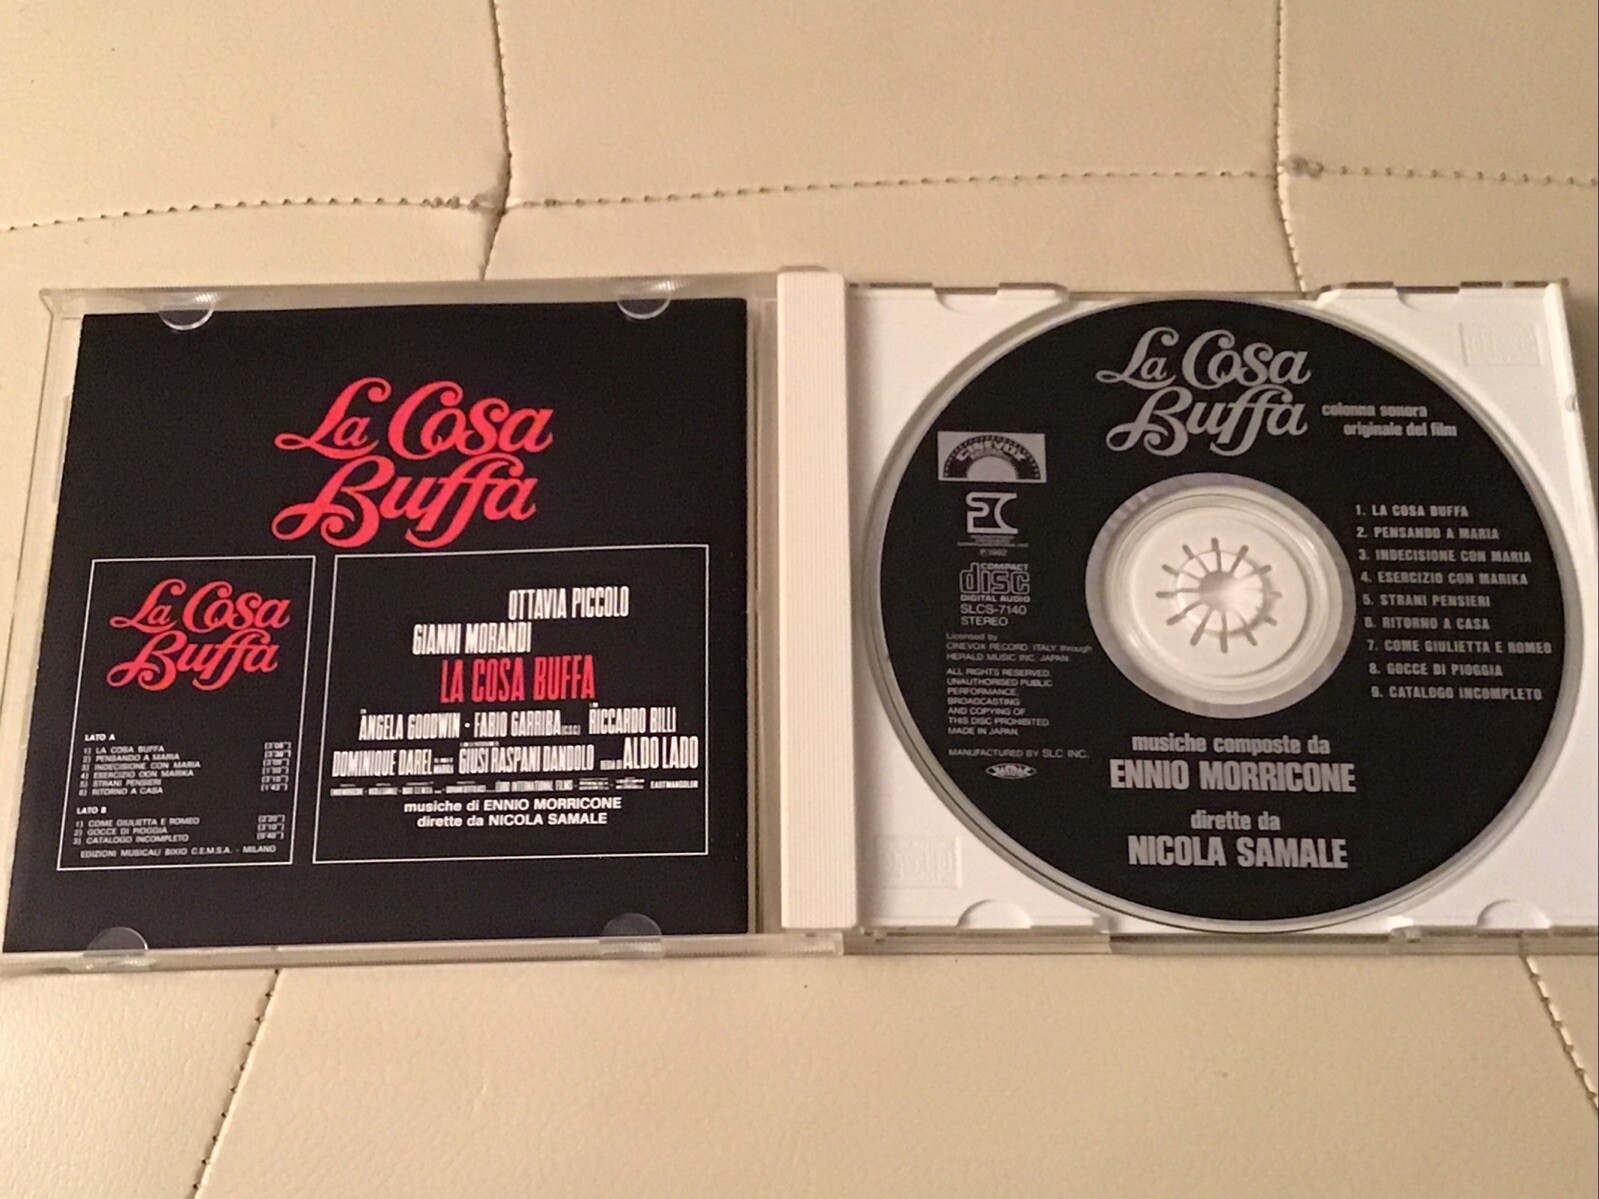 La Cosa
Buffa
La Cosa
Buffa
LATO A
1) LA COSA BUFFA
2) PENSANDO A MARIA
3) INDECISIONE CON MARIA
4) ESERCIZIO CON MARIKA
5) STRANI PENSIERI
6) RITORNO A CASA
LATO B
1) COME GIULIETTA E ROMEO
2) GOCCE DI PIOGGIA
3) CATALOGO INCOMPLETO
EDIZIONI MUSICALI BIXIO C.E.M.S.A. - MILANO
OTTAVIA PICCOLO
GIANNI MORANDI
LA COSA BUFFA
ANGELA GOODWIN - FABIO GARRIBA (C.S.C.) RICCARDO BILLI
DOMINIQUE DAREL GIUSI RASPANI DANDOLO ALDO LADO
EURO INTERNATIONAL FILMS EASTMANCOLOR
musiche di ENNIO MORRICONE
dirette da NICOLA SAMALE
La Cosa
Buffa
colonna sonora
originale del film
CINEVOX
P 1992
COMPACT
disc
DIGITAL AUDIO
SLCS-7140
STEREO
Licensed by
CINEVOX RECORD, ITALY through
HERALD MUSIC INC. JAPAN.
ALL RIGHTS RESERVED.
UNAUTHORISED PUBLIC
PERFORMANCE,
BROADCASTING
AND COPYING OF
THIS DISC PROHIBITED.
MADE IN JAPAN.
MANUFACTURED BY SLC INC.
1. LA COSA BUFFA
2. PENSANDO A MARIA
3. INDECISIONE CON MARIA
4. ESERCIZIO CON MARIKA
5. STRANI PENSIERI
6. RITORNO A CASA
7. COME GIULIETTA E ROMEO
8. GOCCE DI PIOGGIA
9. CATALOGO INCOMPLETO
musiche composte da
ENNIO MORRICONE
dirette da
NICOLA SAMALE